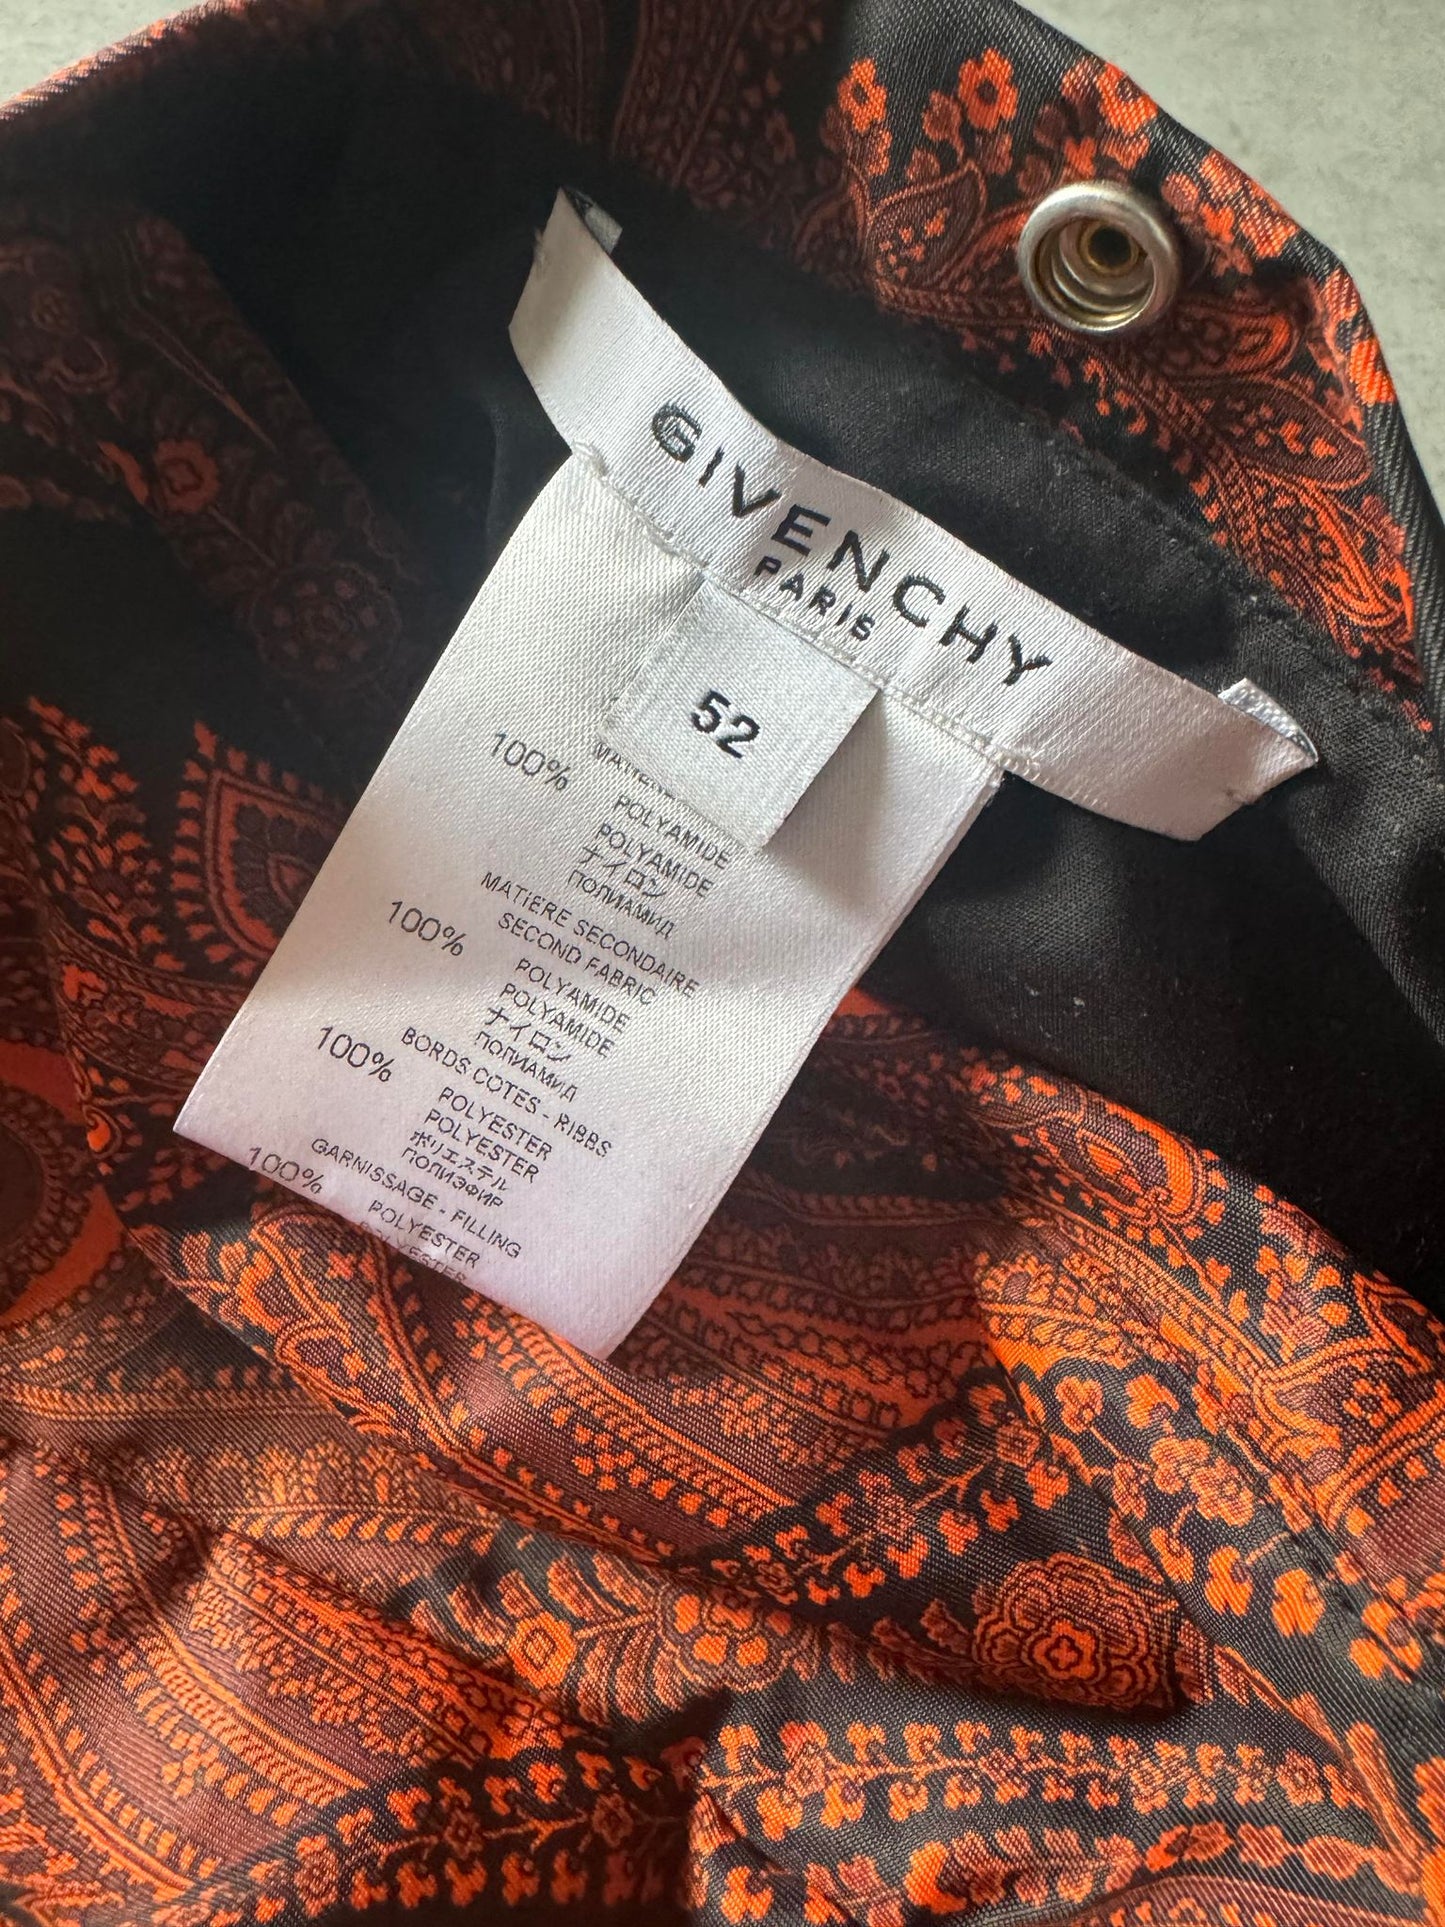 GIVENCHY
PARIS
52
100%
POLYAMIDE
POLYAMIDE
ナイロン
ПОЛИАМИД
MATIERE SECONDAIRE
SECOND FABRIC
100%
POLYAMIDE
POLYAMIDE
ナイロン
ПОЛИАМИД
BORDS COTES - RIBBS
100%
POLYESTER
POLYESTER
ポリエステル
ПОЛИЭФИР
GARNISSAGE - FILLING
100%
POLYESTER
POLYESTER